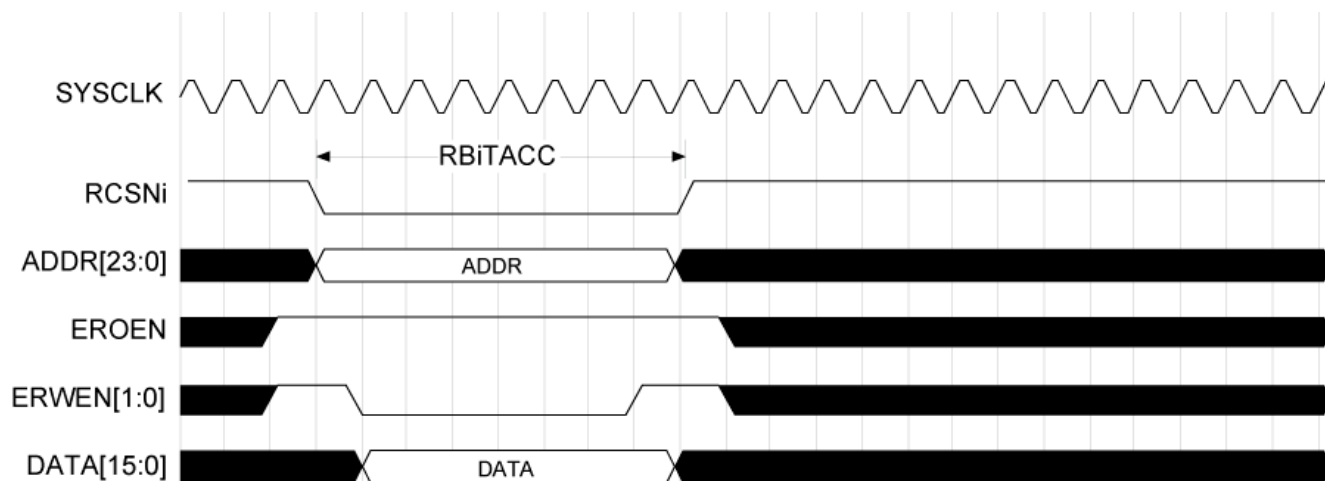 SYSCLK
RBiTACC
RCSNi
ADDR[23:0] ADDR
EROEN
ERWEN[1:0]
DATA[15:0] DATA